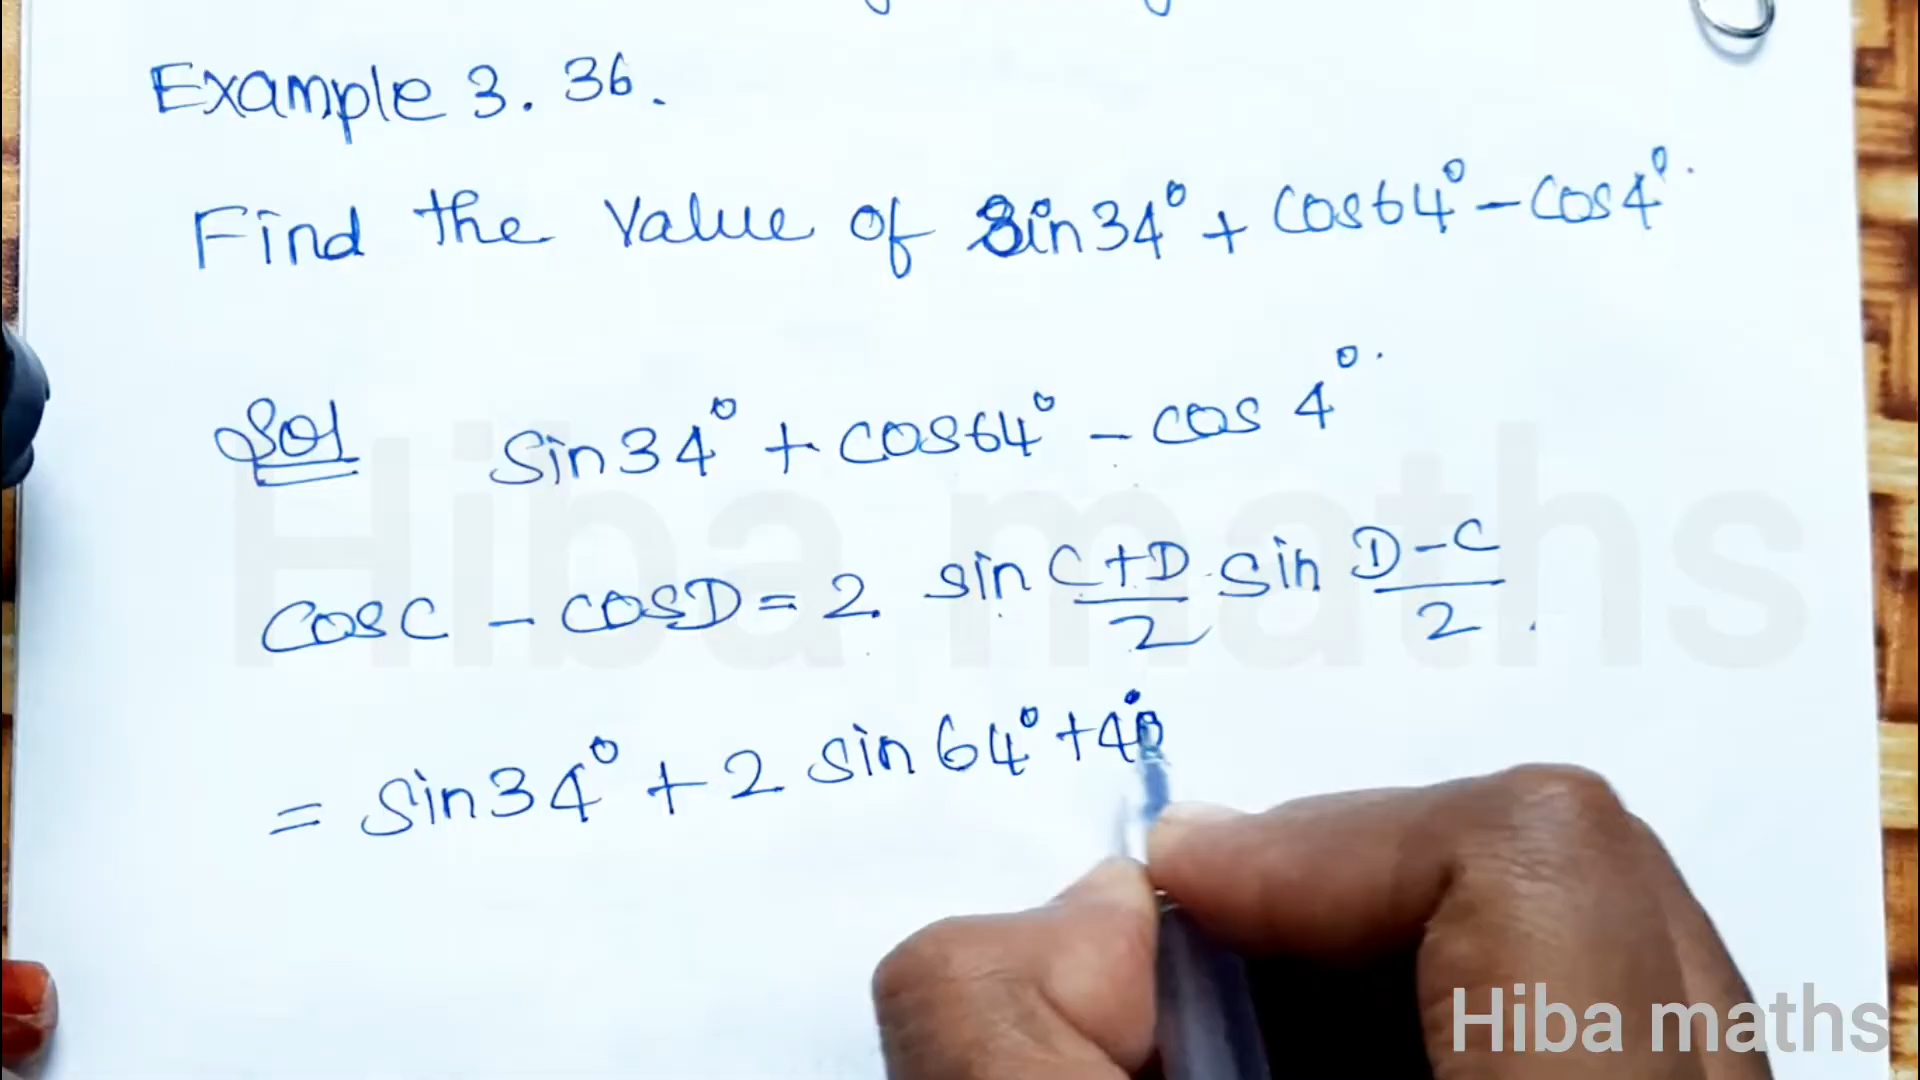 Example 3.36.
Find the value of Sin34° + cos64° - cos4°.
Sol sin34° + cos64° - cos 4°.
cosC - cosD = 2 sin C+D/2 . sin D-C/2 .
= sin34° + 2 sin 64° + 4°
Hiba maths
Hiba maths